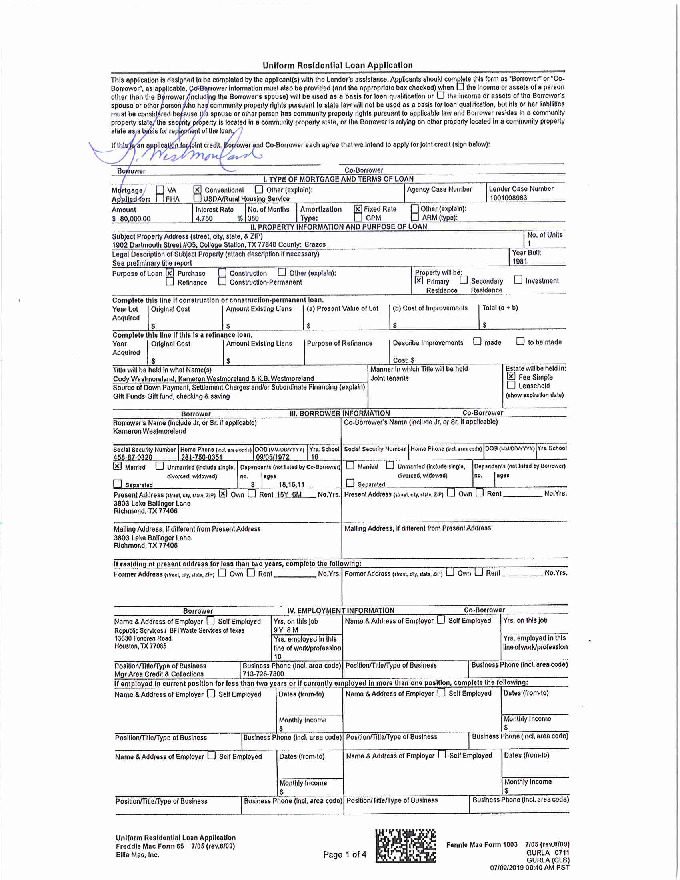 Uniform Residential Loan Application
This application is designed to be completed by the applicant(s) with the Lender's assistance. Applicants should complete this form as "Borrower" or "Co-
Borrower", as applicable. Co-Borrower information must also be provided (and the appropriate box checked) when ☐ the income or assets of a person
other than the Borrower (including the Borrower's spouse) will be used as a basis for loan qualification or ☐ the income or assets of the Borrower's
spouse or other person who has community property rights pursuant to state law will not be used as a basis for loan qualification, but his or her liabilities
must be considered because the spouse or other person has community property rights pursuant to applicable law and Borrower resides in a community
property state, the security property is located in a community property state, or the Borrower is relying on other property located in a community property
state as a basis for repayment of the loan.
If this is an application for joint credit, Borrower and Co-Borrower each agree that we intend to apply for joint credit (sign below):
Westmoreland
Borrower Co-Borrower
I. TYPE OF MORTGAGE AND TERMS OF LOAN
Mortgage ☐ VA ☒ Conventional ☐ Other (explain): Agency Case Number Lender Case Number
Applied for: ☐ FHA ☐ USDA/Rural Housing Service 1001008963
Amount Interest Rate No. of Months Amortization ☒ Fixed Rate ☐ Other (explain):
$ 80,000.00 4.750 % 360 Type: ☐ GPM ☐ ARM (type):
II. PROPERTY INFORMATION AND PURPOSE OF LOAN
Subject Property Address (street, city, state, & ZIP) No. of Units
1902 Dartmouth Street #O5, College Station, TX 77840 County: Brazos 1
Legal Description of Subject Property (attach description if necessary) Year Built
See preliminary title report 1981
Purpose of Loan ☒ Purchase ☐ Construction ☐ Other (explain): Property will be:
☐ Refinance ☐ Construction-Permanent ☒ Primary Residence ☐ Secondary Residence ☐ Investment
Complete this line if construction or construction-permanent loan.
Year Lot Acquired Original Cost Amount Existing Liens (a) Present Value of Lot (b) Cost of Improvements Total (a + b)
$ $ $ $ $
Complete this line if this is a refinance loan.
Year Acquired Original Cost Amount Existing Liens Purpose of Refinance Describe Improvements ☐ made ☐ to be made
$ $ Cost: $
Title will be held in what Name(s) Manner in which Title will be held Estate will be held in:
Cody Westmoreland, Kameron Westmoreland & K.B. Westmoreland Joint tenants ☒ Fee Simple
Source of Down Payment, Settlement Charges and/or Subordinate Financing (explain) ☐ Leasehold
Gift Funds-Gift fund, checking & saving (show expiration date)
Borrower III. BORROWER INFORMATION Co-Borrower
Borrower's Name (include Jr. or Sr. if applicable) Co-Borrower's Name (include Jr. or Sr. if applicable)
Kameron Westmoreland
Social Security Number Home Phone (incl. area code) DOB (MM/DD/YYYY) Yrs. School Social Security Number Home Phone (incl. area code) DOB (MM/DD/YYYY) Yrs. School
281-750-0351 09/05/1972 16
☒ Married ☐ Unmarried (include single, divorced, widowed) Dependents (not listed by Co-Borrower) ☐ Married ☐ Unmarried (include single, divorced, widowed) Dependents (not listed by Borrower)
☐ Separated no. ages 18,16,11 ☐ Separated no. ages
Present Address (street, city, state, ZIP) ☒ Own ☐ Rent 15Y 6M No.Yrs. Present Address (street, city, state, ZIP) ☐ Own ☐ Rent No.Yrs.
3803 Lake Ballinger Lane
Richmond, TX 77406
Mailing Address, if different from Present Address Mailing Address, if different from Present Address
3803 Lake Ballinger Lane
Richmond, TX 77406
If residing at present address for less than two years, complete the following:
Former Address (street, city, state, ZIP) ☐ Own ☐ Rent No.Yrs. Former Address (street, city, state, ZIP) ☐ Own ☐ Rent No.Yrs.
Borrower IV. EMPLOYMENT INFORMATION Co-Borrower
Name & Address of Employer ☐ Self Employed Yrs. on this job Name & Address of Employer ☐ Self Employed Yrs. on this job
Republic Services / BFI Waste Services of Texas 9 Y 8 M
13630 Fondren Road Yrs. employed in this line of work/profession Yrs. employed in this line of work/profession
Houston, TX 77085 10
Position/Title/Type of Business Business Phone (incl. area code) Position/Title/Type of Business Business Phone (incl. area code)
Mgr Area Credit & Collections 713-726-7300
If employed in current position for less than two years or if currently employed in more than one position, complete the following:
Name & Address of Employer ☐ Self Employed Dates (from-to) Name & Address of Employer ☐ Self Employed Dates (from-to)
Monthly Income Monthly Income
$ $
Position/Title/Type of Business Business Phone (incl. area code) Position/Title/Type of Business Business Phone (incl. area code)
Name & Address of Employer ☐ Self Employed Dates (from-to) Name & Address of Employer ☐ Self Employed Dates (from-to)
Monthly Income Monthly Income
$ $
Position/Title/Type of Business Business Phone (incl. area code) Position/Title/Type of Business Business Phone (incl. area code)
Uniform Residential Loan Application
Freddie Mac Form 65 7/05 (rev.6/09) Fannie Mae Form 1003 7/05 (rev.6/09)
Ellie Mae, Inc. Page 1 of 4 GURLA 0711
GURLA (CLS)
07/02/2019 00:40 AM PST